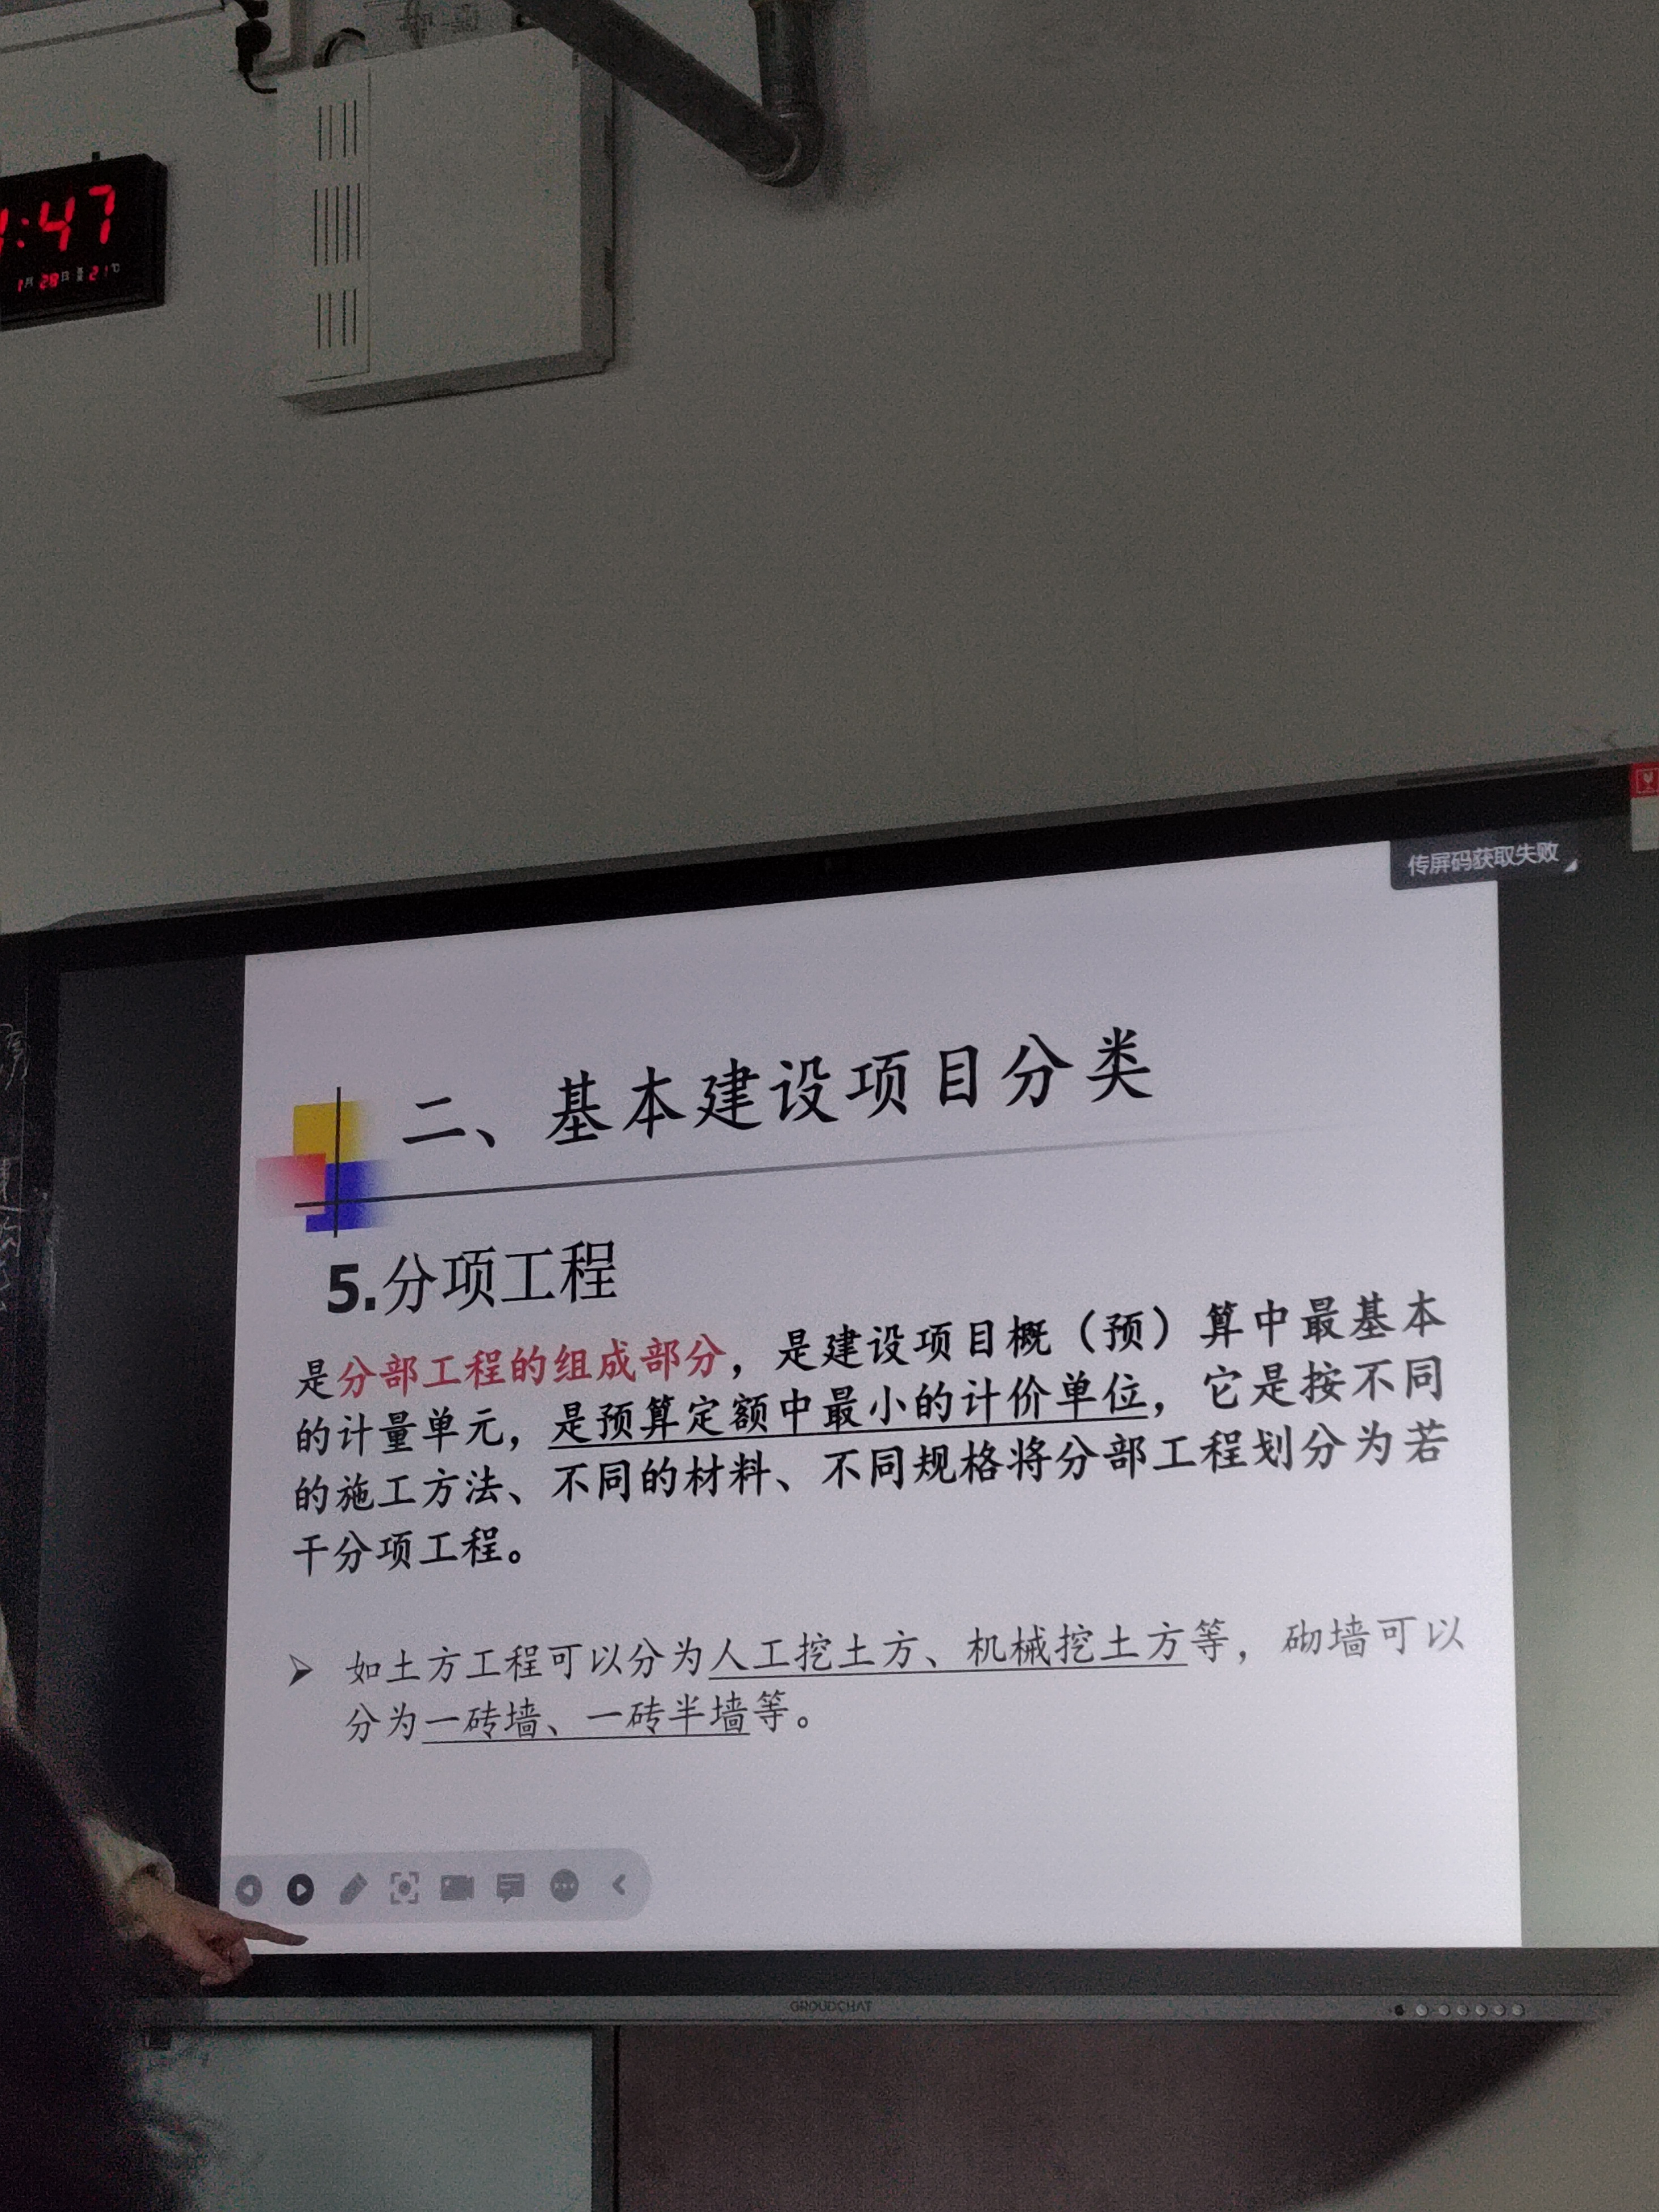 :47
月 28日 21℃
传屏码获取失败
二、基本建设项目分类
5.分项工程
是分部工程的组成部分，是建设项目概（预）算中最基本
的计量单元，是预算定额中最小的计价单位，它是按不同
的施工方法、不同的材料、不同规格将分部工程划分为若
干分项工程。
➢ 如土方工程可以分为人工挖土方、机械挖土方等，砌墙可以
分为一砖墙、一砖半墙等。
GROUDCHAT